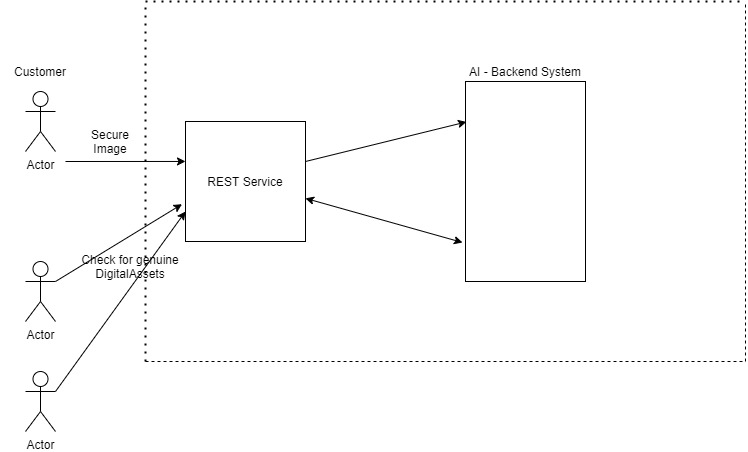 Customer
AI - Backend System
Secure
Image
Actor
REST Service
Check for genuine
DigitalAssets
Actor
Actor